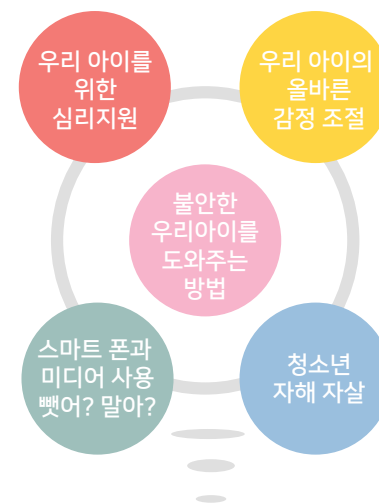 우리 아이를
위한
심리지원
우리 아이의
올바른
감정 조절
불안한
우리아이를
도와주는
방법
스마트 폰과
미디어 사용
뺏어? 말아?
청소년
자해 자살